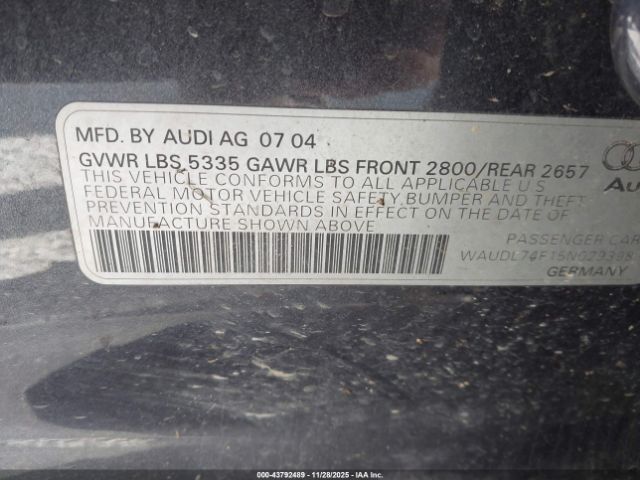 MFD. BY AUDI AG 07 04
GVWR LBS 5335 GAWR LBS FRONT 2800/REAR 2657
THIS VEHICLE CONFORMS TO ALL APPLICABLE U S
FEDERAL MOTOR VEHICLE SAFETY, BUMPER AND THEFT
PREVENTION STANDARDS IN EFFECT ON THE DATE OF
MANUFACTURE SHOWN ABOVE
PASSENGER CAR
WAUDL74F15N029398
GERMANY
00-43792489 | 11/28/2025 | IAA Inc.